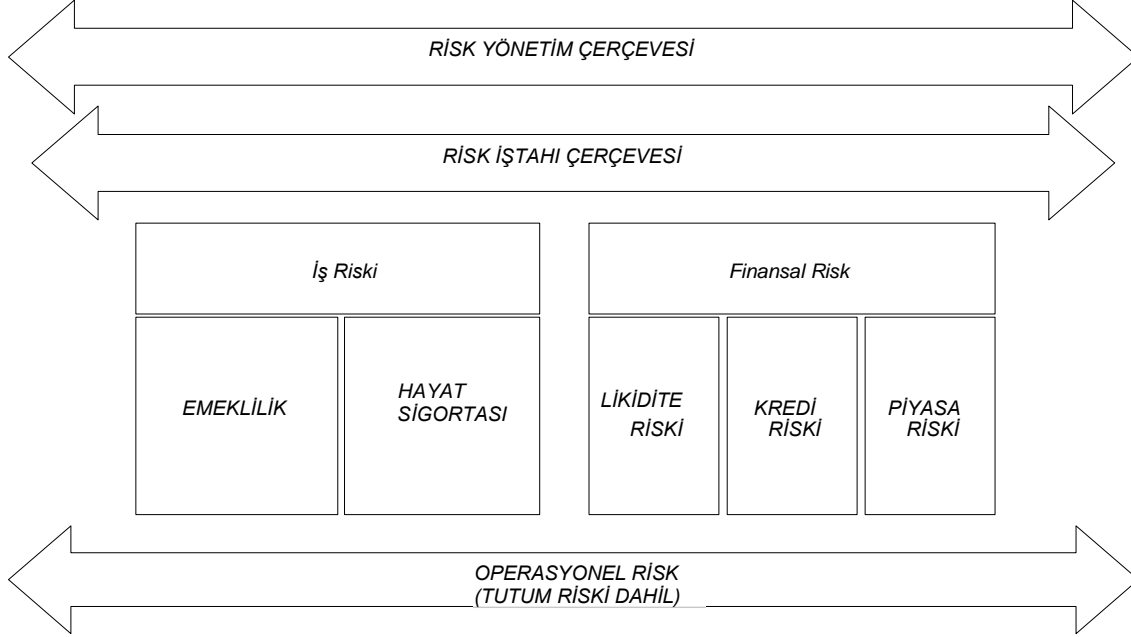 RİSK YÖNETİM ÇERÇEVESİ
RİSK İŞTAHI ÇERÇEVESİ
İş Riski
Finansal Risk
EMEKLİLİK
HAYAT
SİGORTASI
LİKİDİTE
RİSKİ
KREDİ
RİSKİ
PİYASA
RİSKİ
OPERASYONEL RİSK
(TUTUM RİSKİ DAHİL)